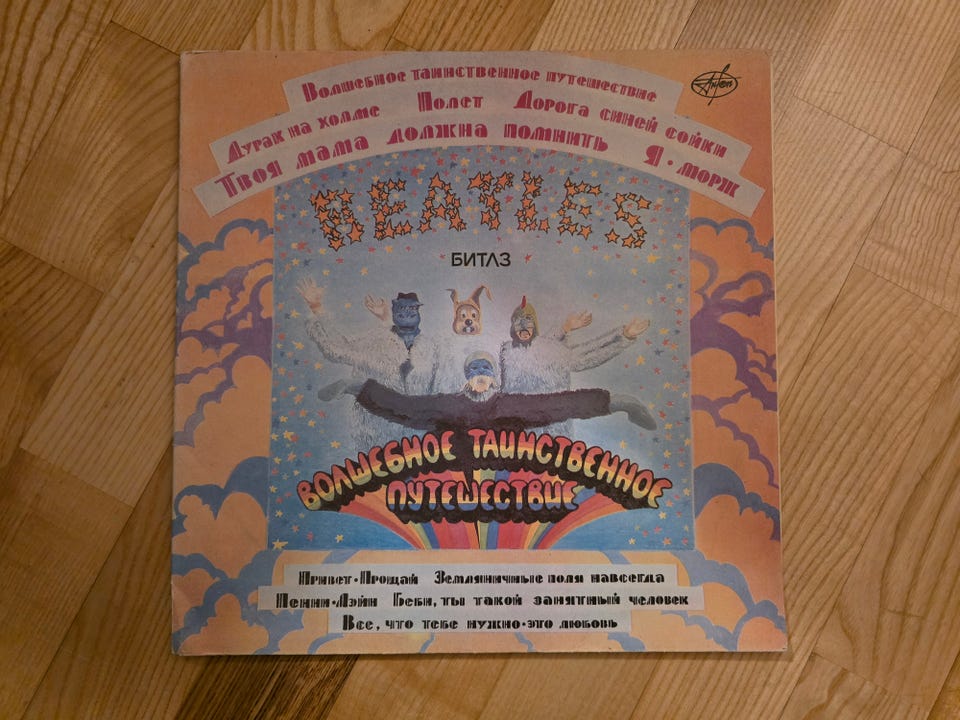 Волшебное таинственное путешествие
Дурак на холме Полет Дорога синей сойки
Твоя мама должна помнить Я • морж
Антроп
BEATLES
БИТЛЗ
ВОЛШЕБНОЕ ТАИНСТВЕННОЕ
ПУТЕШЕСТВИЕ
Привет•Прощай Земляничные поля навсегда
Пенни•Лэйн Беби, ты такой занятный человек
Все, что тебе нужно•это любовь